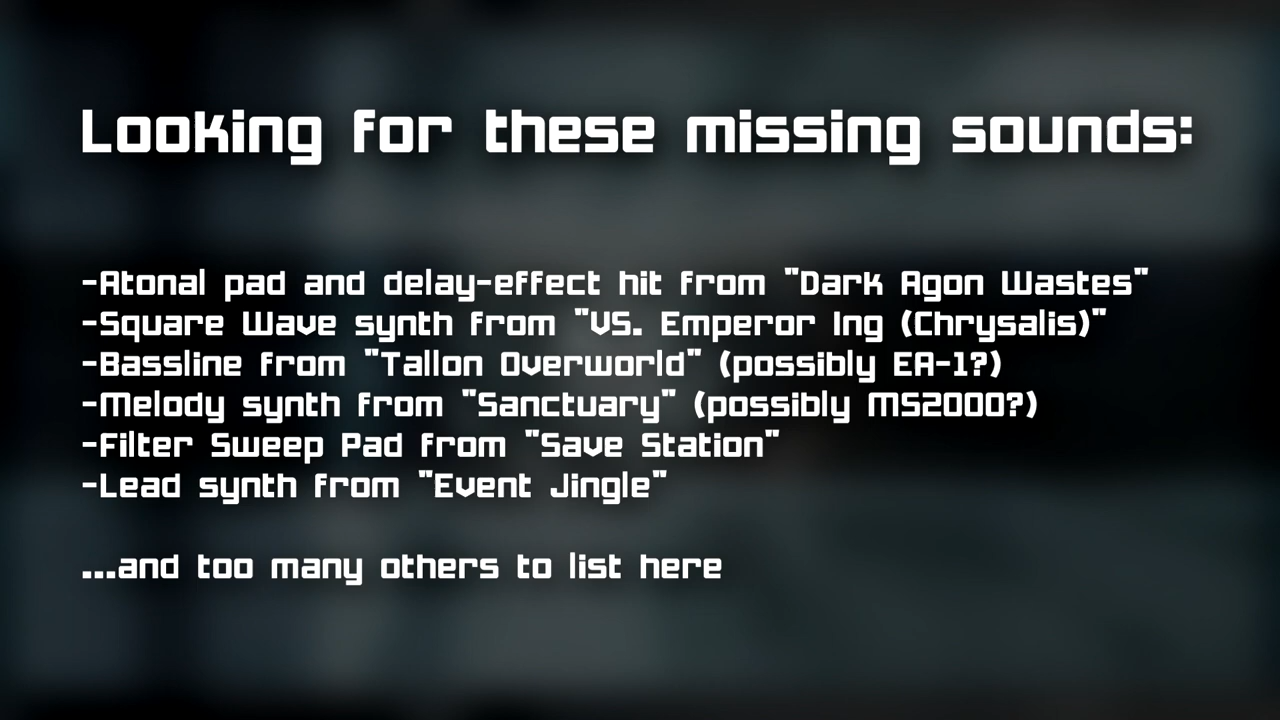 Looking for these missing sounds:
-Atonal pad and delay-effect hit from "Dark Agon Wastes"
-Square Wave synth from "VS. Emperor Ing (Chrysalis)"
-Bassline from "Tallon Overworld" (possibly EA-1?)
-Melody synth from "Sanctuary" (possibly MS2000?)
-Filter Sweep Pad from "Save Station"
-Lead synth from "Event Jingle"
...and too many others to list here